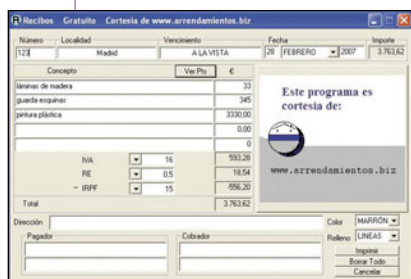 Recibos Gratuito Cortesia de www.arrendamientos.biz
Número Localidad Vencimiento Fecha Importe
123 Madrid A LA VISTA 28 FEBRERO 2007 3.763,62
Concepto Ver Pts €
láminas de madera 33
guarda esquinas 345
pintura plástica 3330,00
0,00
0
IVA 16 593,28
RE 0,5 18,54
- IRPF 15 -556,20
Total 3.763,62
Este programa es
cortesia de:
www.arrendamientos.biz
Dirección Color MARRÓN
Pagador Cobrador Relleno LINEAS
Imprimir
Borrar Todo
Cancelar